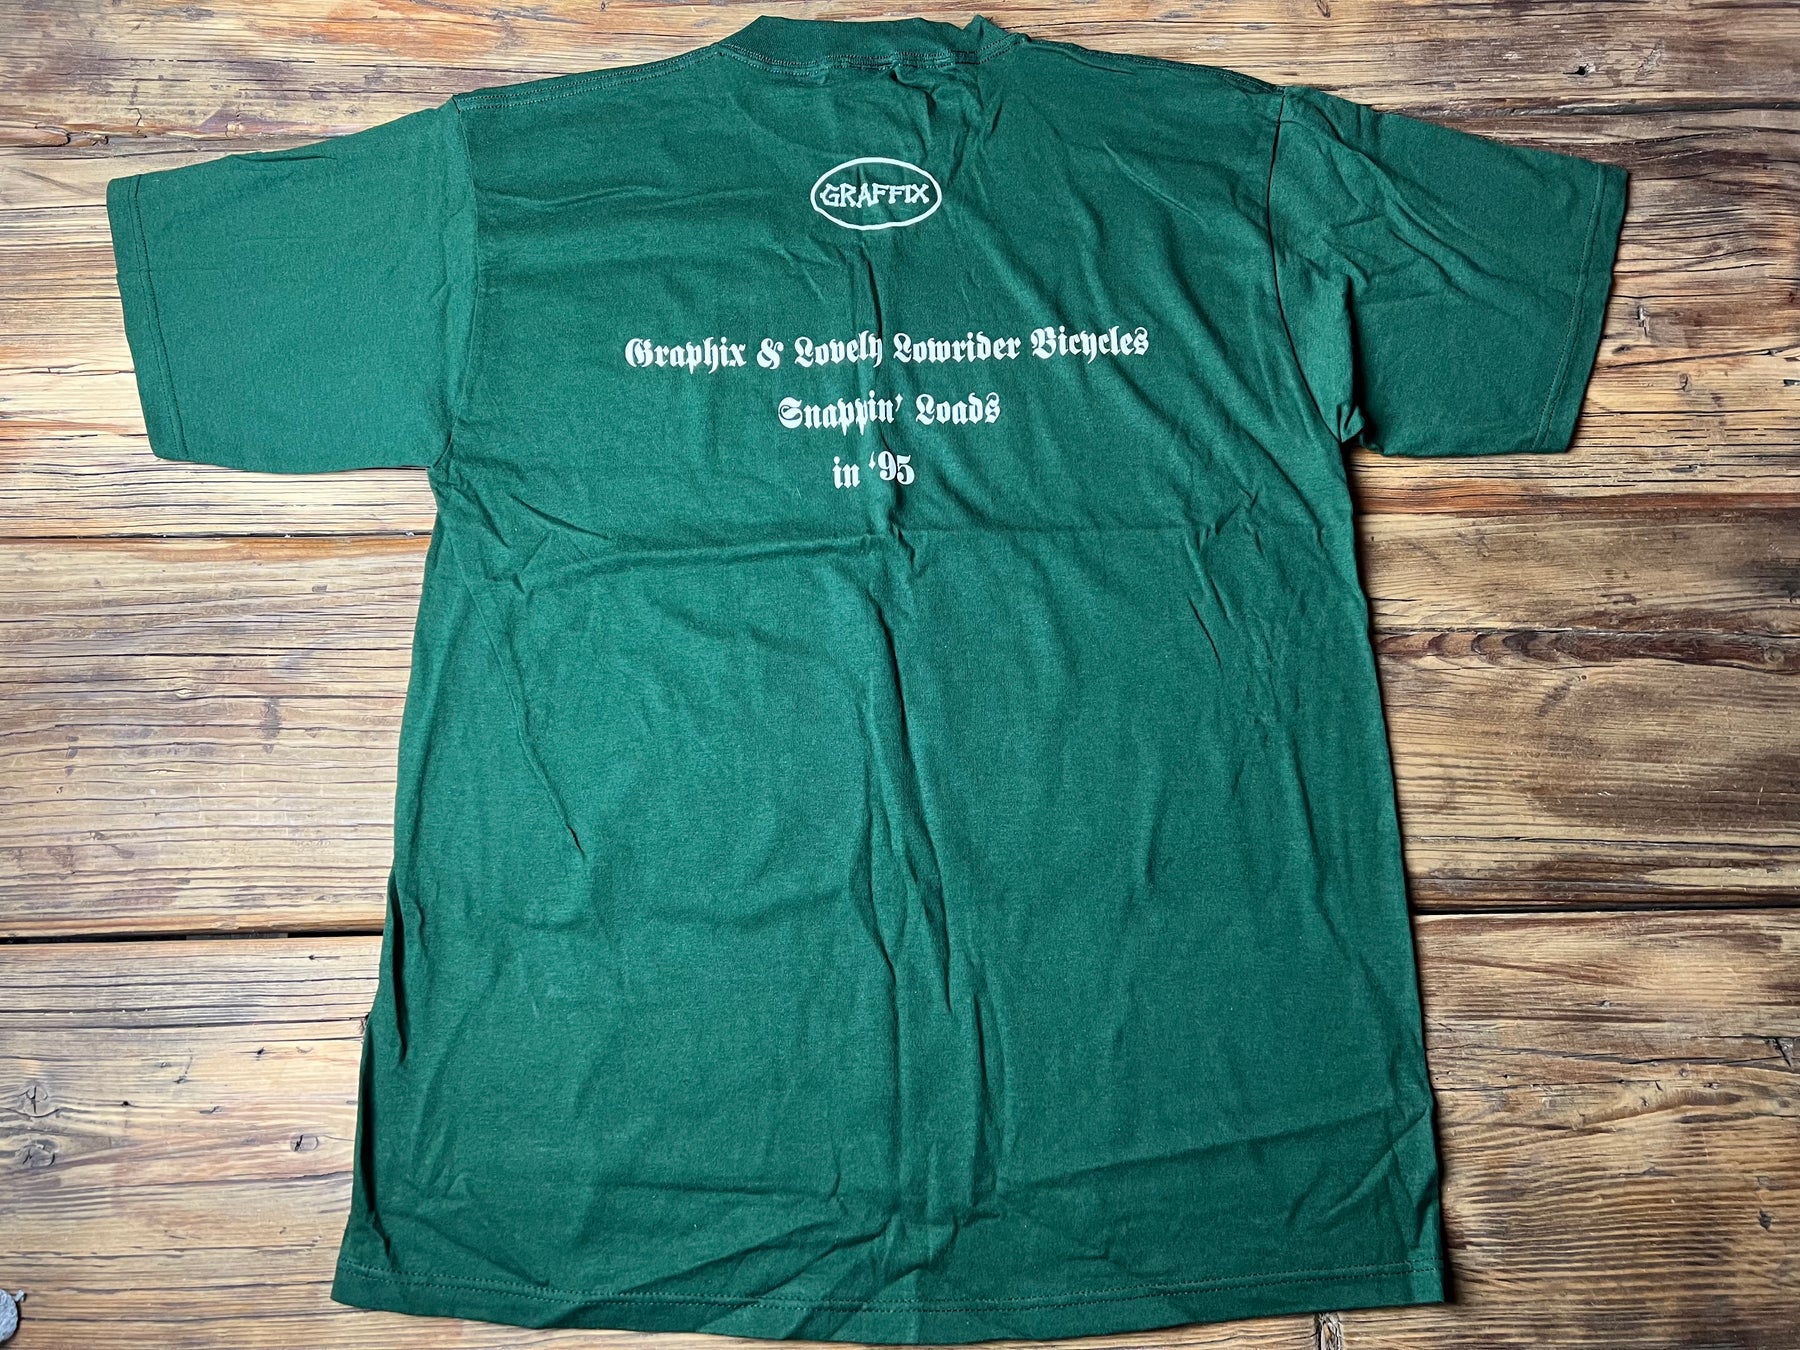 GRAFFIX
Graphix & Lovely Lowrider Bicycles
Snappin' Loads
in '95